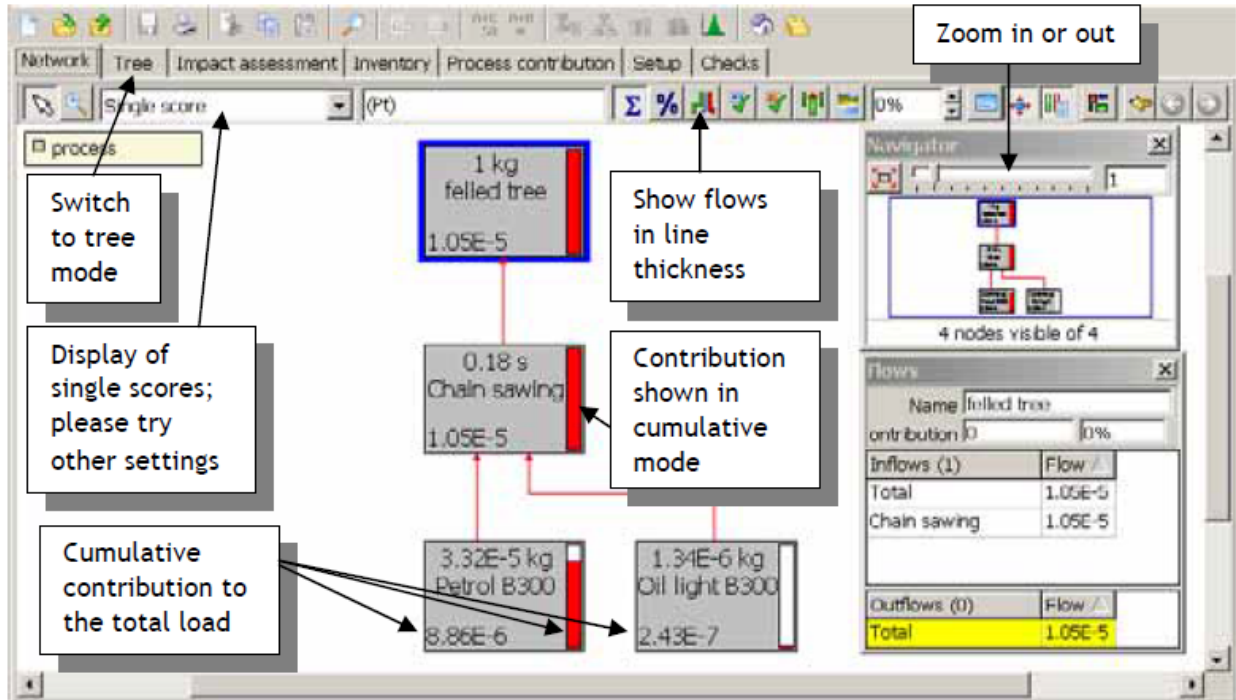 Zoom in or out
Network Tree Impact assessment Inventory Process contribution Setup Checks
Single score (Pt) Σ % 0%
process
Switch
to tree
mode
Display of
single scores;
please try
other settings
Cumulative
contribution to
the total load
1 kg
felled tree
1.05E-5
Show flows
in line
thickness
0.18 s
Chain sawing
1.05E-5
Contribution
shown in
cumulative
mode
3.32E-5 kg
Petrol B300
8.86E-6
1.34E-6 kg
Oil light B300
2.43E-7
Navigator
1
4 nodes visible of 4
Flows
Name felled tree
ontribution 0 0%
Inflows (1) Flow
Total 1.05E-5
Chain sawing 1.05E-5
Outflows (0) Flow
Total 1.05E-5